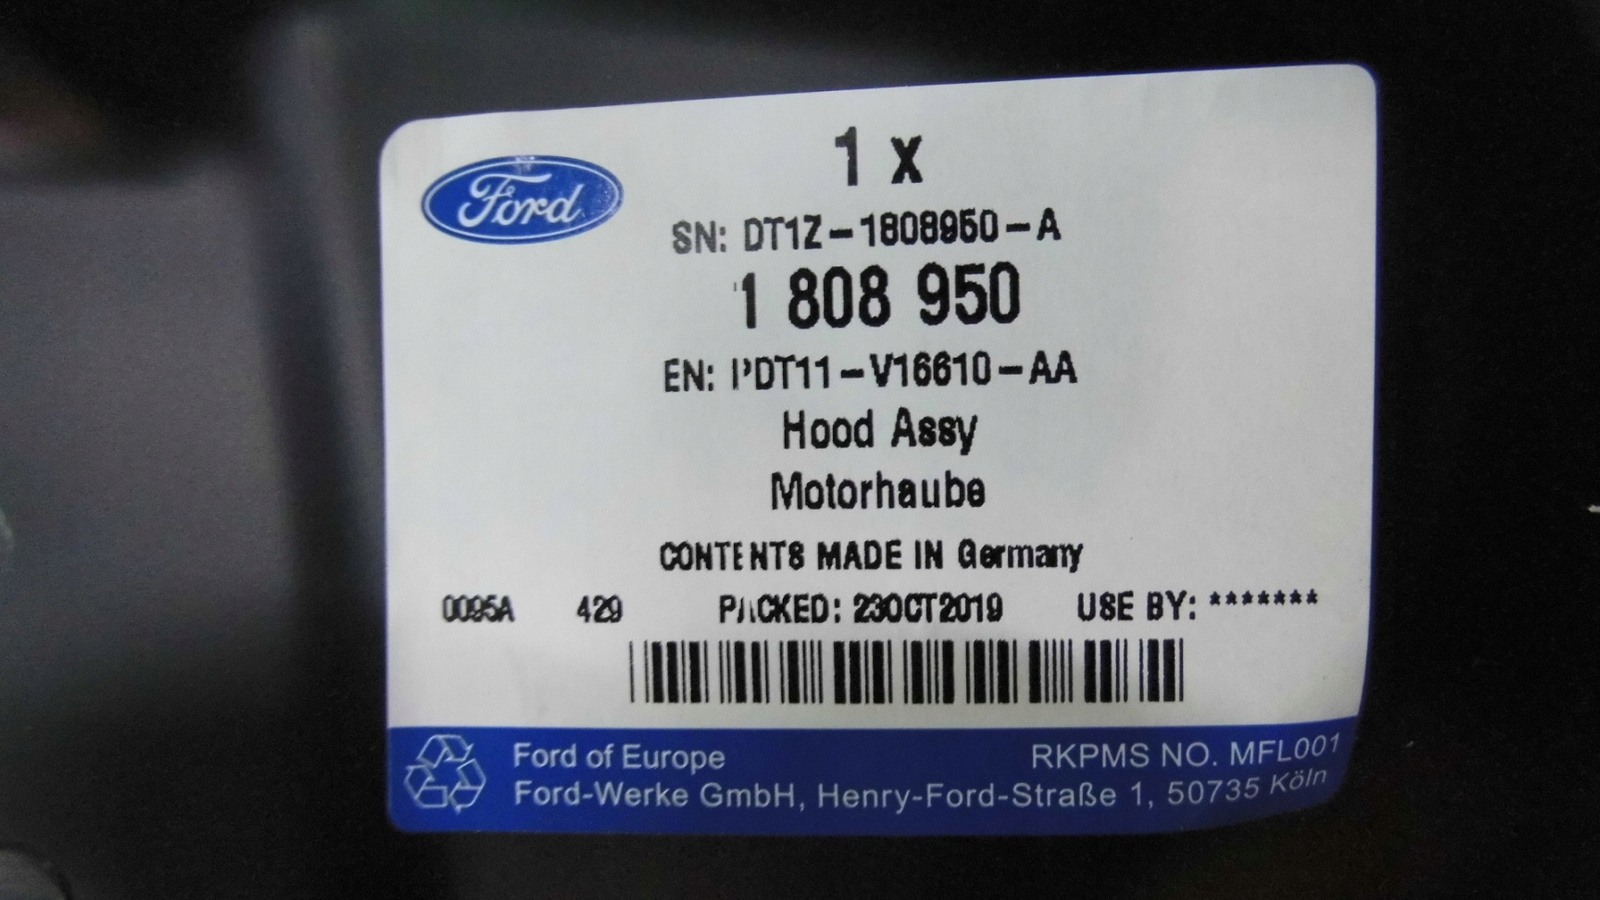 Ford
1 x
SN: DT1Z-1808950-A
1 808 950
EN: PDT11-V16610-AA
Hood Assy
Motorhaube
CONTENTS MADE IN Germany
0095A 429 PACKED: 23OCT2019 USE BY: *******
Ford of Europe RKPMS NO. MFL001
Ford-Werke GmbH, Henry-Ford-Straße 1, 50735 Köln